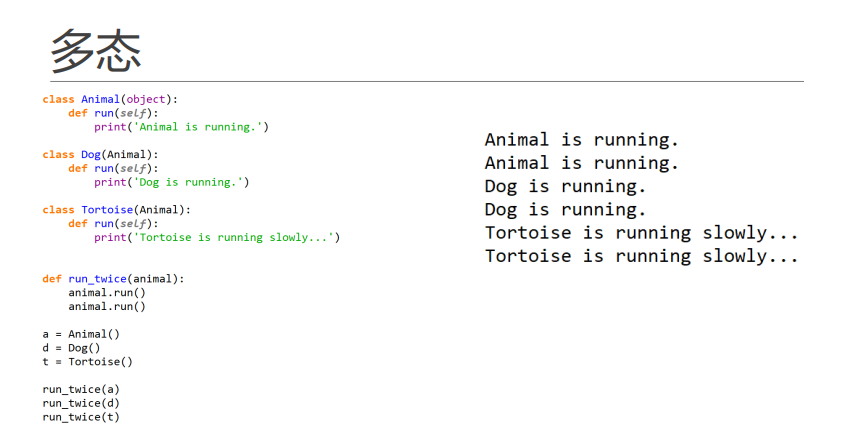 多态
class Animal(object):
    def run(self):
        print('Animal is running.')
class Dog(Animal):
    def run(self):
        print('Dog is running.')
class Tortoise(Animal):
    def run(self):
        print('Tortoise is running slowly...')
def run_twice(animal):
    animal.run()
    animal.run()
a = Animal()
d = Dog()
t = Tortoise()
run_twice(a)
run_twice(d)
run_twice(t)
Animal is running.
Animal is running.
Dog is running.
Dog is running.
Tortoise is running slowly...
Tortoise is running slowly...